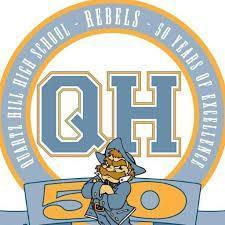 QUARTZ HILL HIGH SCHOOL - REBELS - 50 YEARS OF EXCELLENCE
QH
50